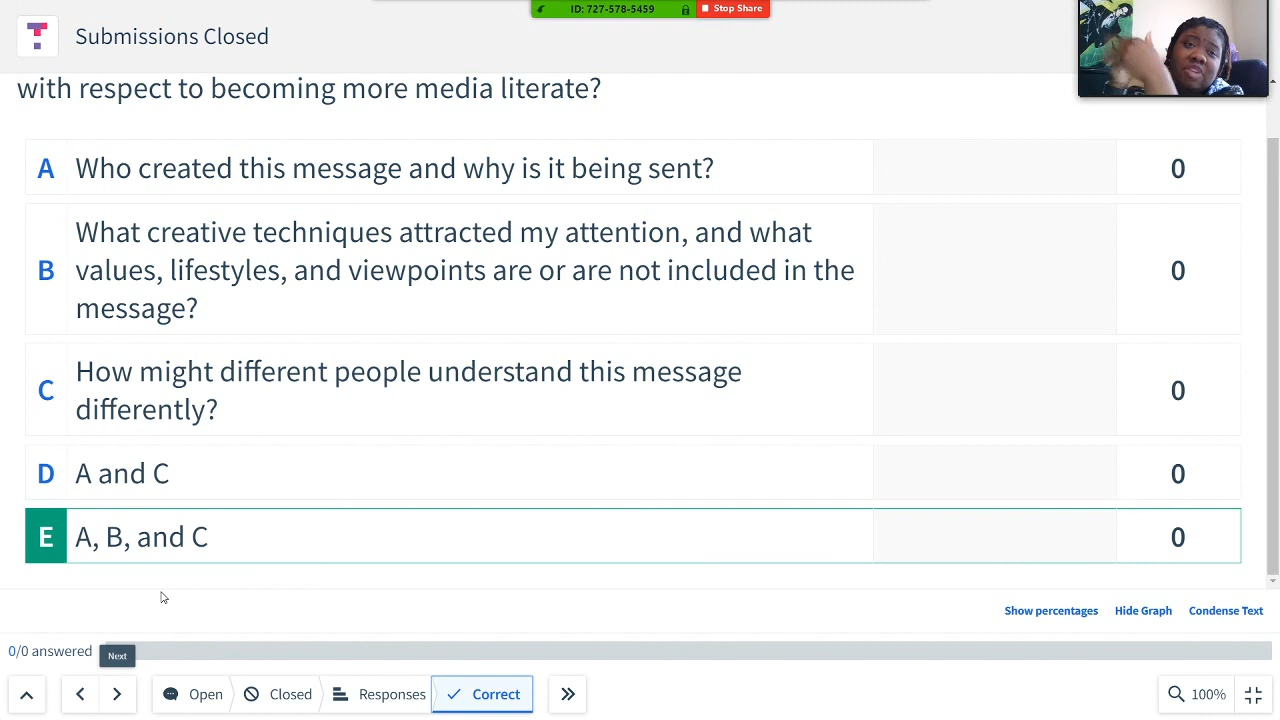 ID: 727-578-5459
Stop Share
Submissions Closed
with respect to becoming more media literate?
A Who created this message and why is it being sent? 0
What creative techniques attracted my attention, and what
B values, lifestyles, and viewpoints are or are not included in the 0
message?
How might different people understand this message
C 0
differently?
D A and C 0
E A, B, and C 0
Show percentages Hide Graph Condense Text
0/0 answered Next
Open Closed Responses Correct 100%